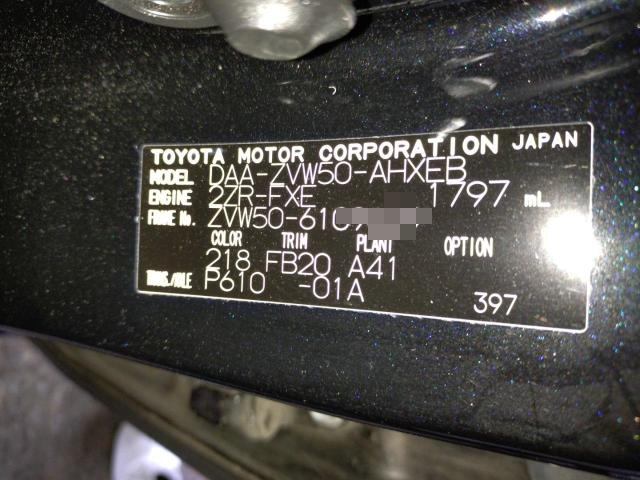 TOYOTA MOTOR CORPORATION JAPAN
MODEL DAA-ZVW50-AHXEB
ENGINE 2ZR-FXE 1797 mL
FRAME No. ZVW50-610
COLOR TRIM PLANT OPTION
218 FB20 A41
TRANS./AXLE P610 -01A
397